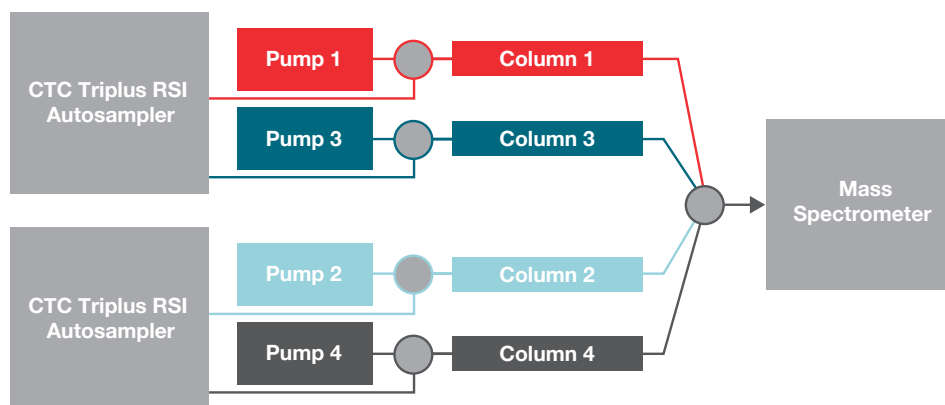 CTC Triplus RSI
Autosampler
Pump 1
Column 1
Pump 3
Column 3
Mass
Spectrometer
CTC Triplus RSI
Autosampler
Pump 2
Column 2
Pump 4
Column 4